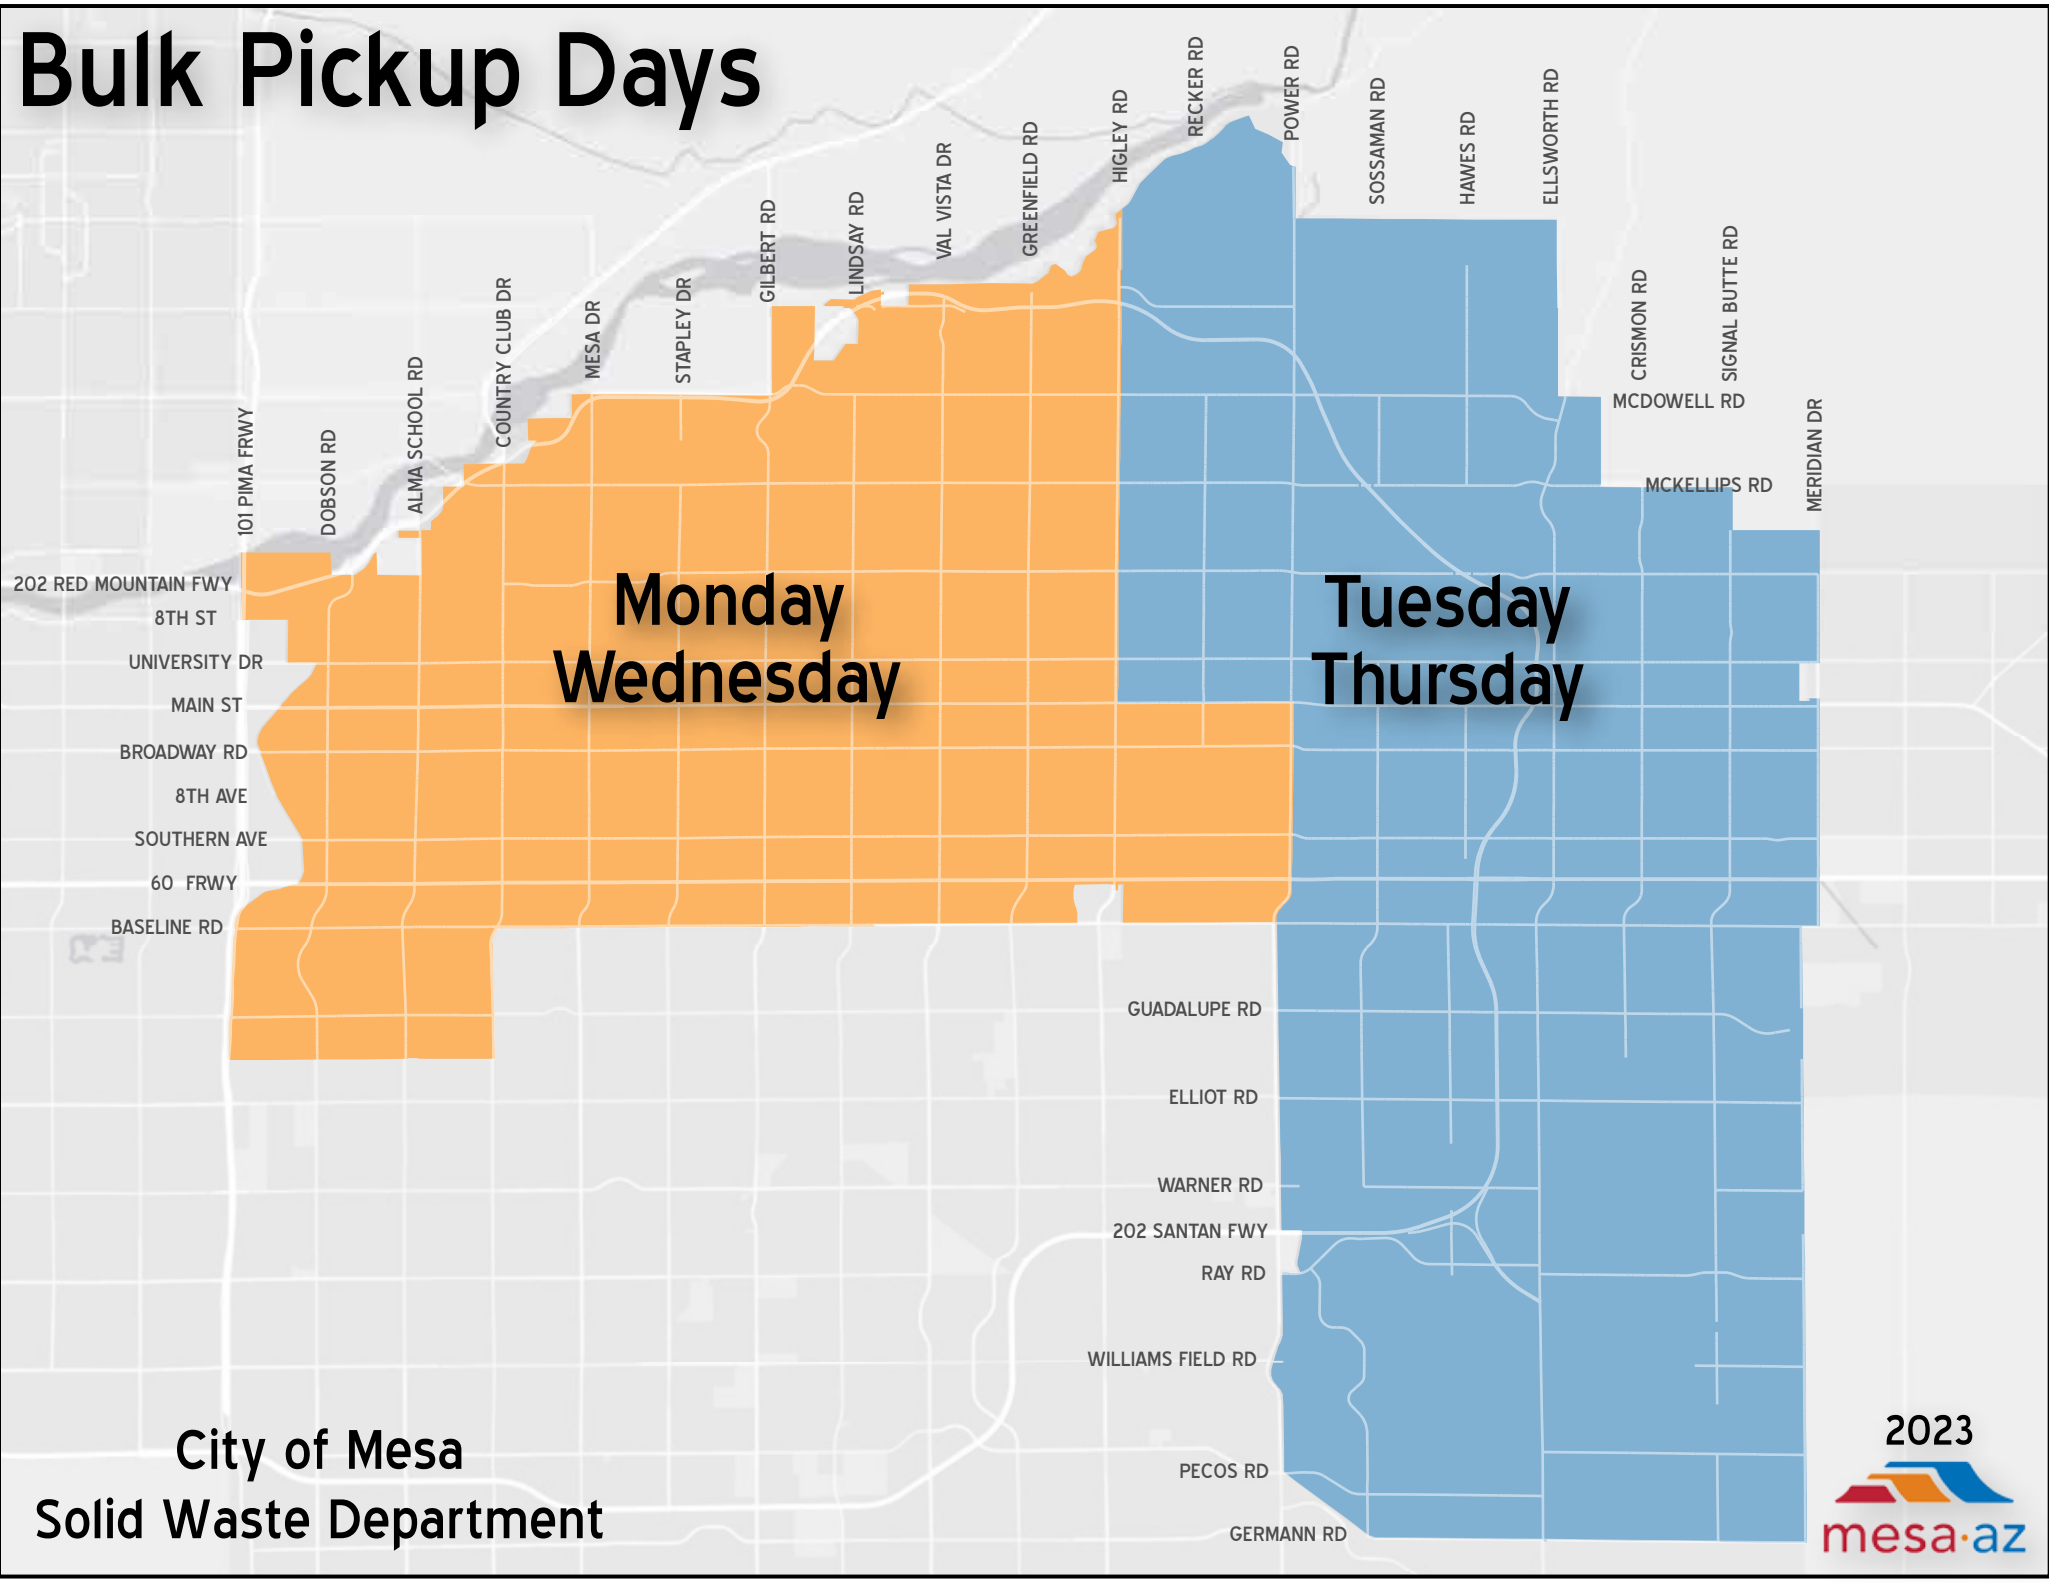 Bulk Pickup Days
RECKER RD
POWER RD
SOSSAMAN RD
HAWES RD
ELLSWORTH RD
HIGLEY RD
GREENFIELD RD
VAL VISTA DR
LINDSAY RD
GILBERT RD
STAPLEY DR
MESA DR
COUNTRY CLUB DR
ALMA SCHOOL RD
DOBSON RD
101 PIMA FRWY
CRISMON RD
SIGNAL BUTTE RD
MERIDIAN DR
MCDOWELL RD
MCKELLIPS RD
202 RED MOUNTAIN FWY
8TH ST
UNIVERSITY DR
MAIN ST
BROADWAY RD
8TH AVE
SOUTHERN AVE
60 FRWY
BASELINE RD
Monday
Wednesday
Tuesday
Thursday
GUADALUPE RD
ELLIOT RD
WARNER RD
202 SANTAN FWY
RAY RD
WILLIAMS FIELD RD
PECOS RD
GERMANN RD
City of Mesa
Solid Waste Department
2023
mesa·az